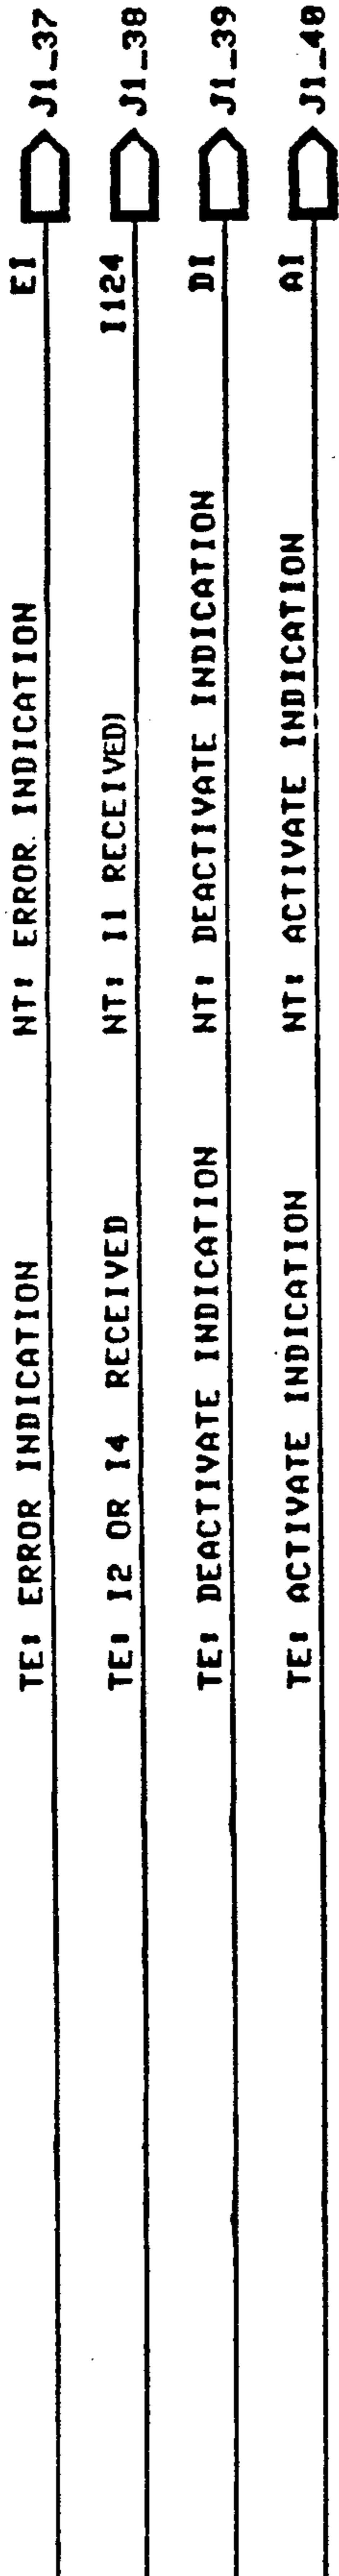 TE: ERROR INDICATION NT: ERROR INDICATION EI J1_37
TE: I2 OR I4 RECEIVED NT: I1 RECEIVED) I124 J1_38
TE: DEACTIVATE INDICATION NT: DEACTIVATE INDICATION DI J1_39
TE: ACTIVATE INDICATION NT: ACTIVATE INDICATION AI J1_40